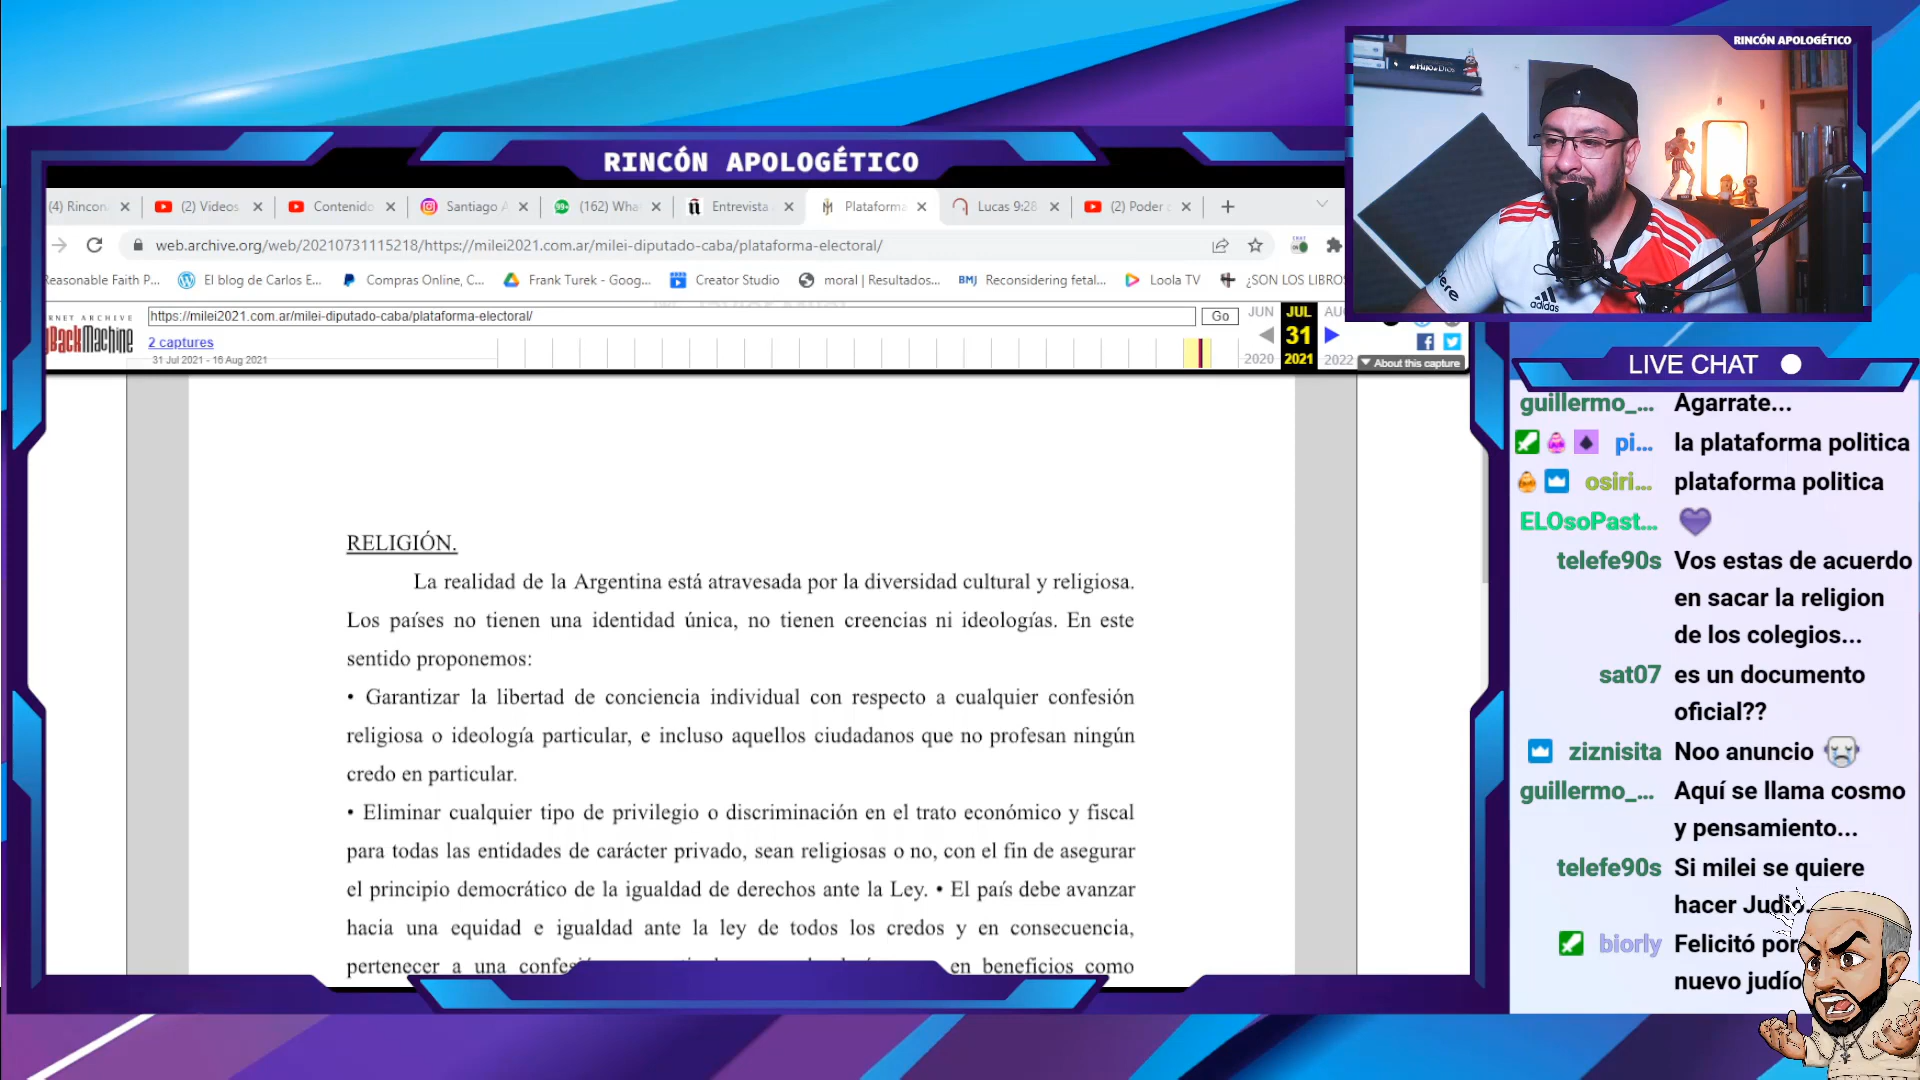 RINCÓN APOLOGÉTICO
RINCÓN APOLOGÉTICO
(4) Rincon
(2) Videos
Contenido
Santiago A
(162) Wha
Entrevista
Plataforma
Lucas 9:28
(2) Poder
web.archive.org/web/20210731115218/https://milei2021.com.ar/milei-diputado-caba/plataforma-electoral/
Reasonable Faith P... El blog de Carlos E... Compras Online, C... Frank Turek - Goog... Creator Studio moral | Resultados... BMJ Reconsidering fetal... Loola TV ¿SON LOS LIBROS
https://milei2021.com.ar/milei-diputado-caba/plataforma-electoral/ Go JUN JUL AUG
2 captures 31
31 Jul 2021 - 16 Aug 2021 2020 2021 2022 About this capture
RELIGIÓN.
La realidad de la Argentina está atravesada por la diversidad cultural y religiosa.
Los países no tienen una identidad única, no tienen creencias ni ideologías. En este
sentido proponemos:
• Garantizar la libertad de conciencia individual con respecto a cualquier confesión
religiosa o ideología particular, e incluso aquellos ciudadanos que no profesan ningún
credo en particular.
• Eliminar cualquier tipo de privilegio o discriminación en el trato económico y fiscal
para todas las entidades de carácter privado, sean religiosas o no, con el fin de asegurar
el principio democrático de la igualdad de derechos ante la Ley. • El país debe avanzar
hacia una equidad e igualdad ante la ley de todos los credos y en consecuencia,
pertenecer a una en beneficios como
adidas
LIVE CHAT
guillermo_... Agarrate...
pi... la plataforma politica
osiri... plataforma politica
ELOsoPast...
telefe90s Vos estas de acuerdo
en sacar la religion
de los colegios...
sat07 es un documento
oficial??
ziznisita Noo anuncio
guillermo_... Aquí se llama cosmo
y pensamiento...
telefe90s Si milei se quiere
hacer Judio.
biorly Felicitó por
nuevo judío